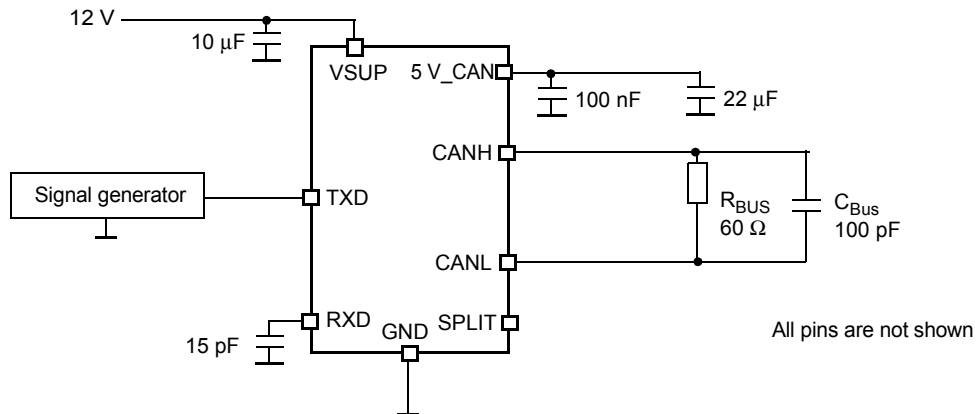 12 V
10 μF
VSUP
5 V_CAN
100 nF
22 μF
CANH
Signal generator
TXD
R_BUS
60 Ω
C_Bus
100 pF
CANL
RXD
GND
SPLIT
15 pF
All pins are not shown